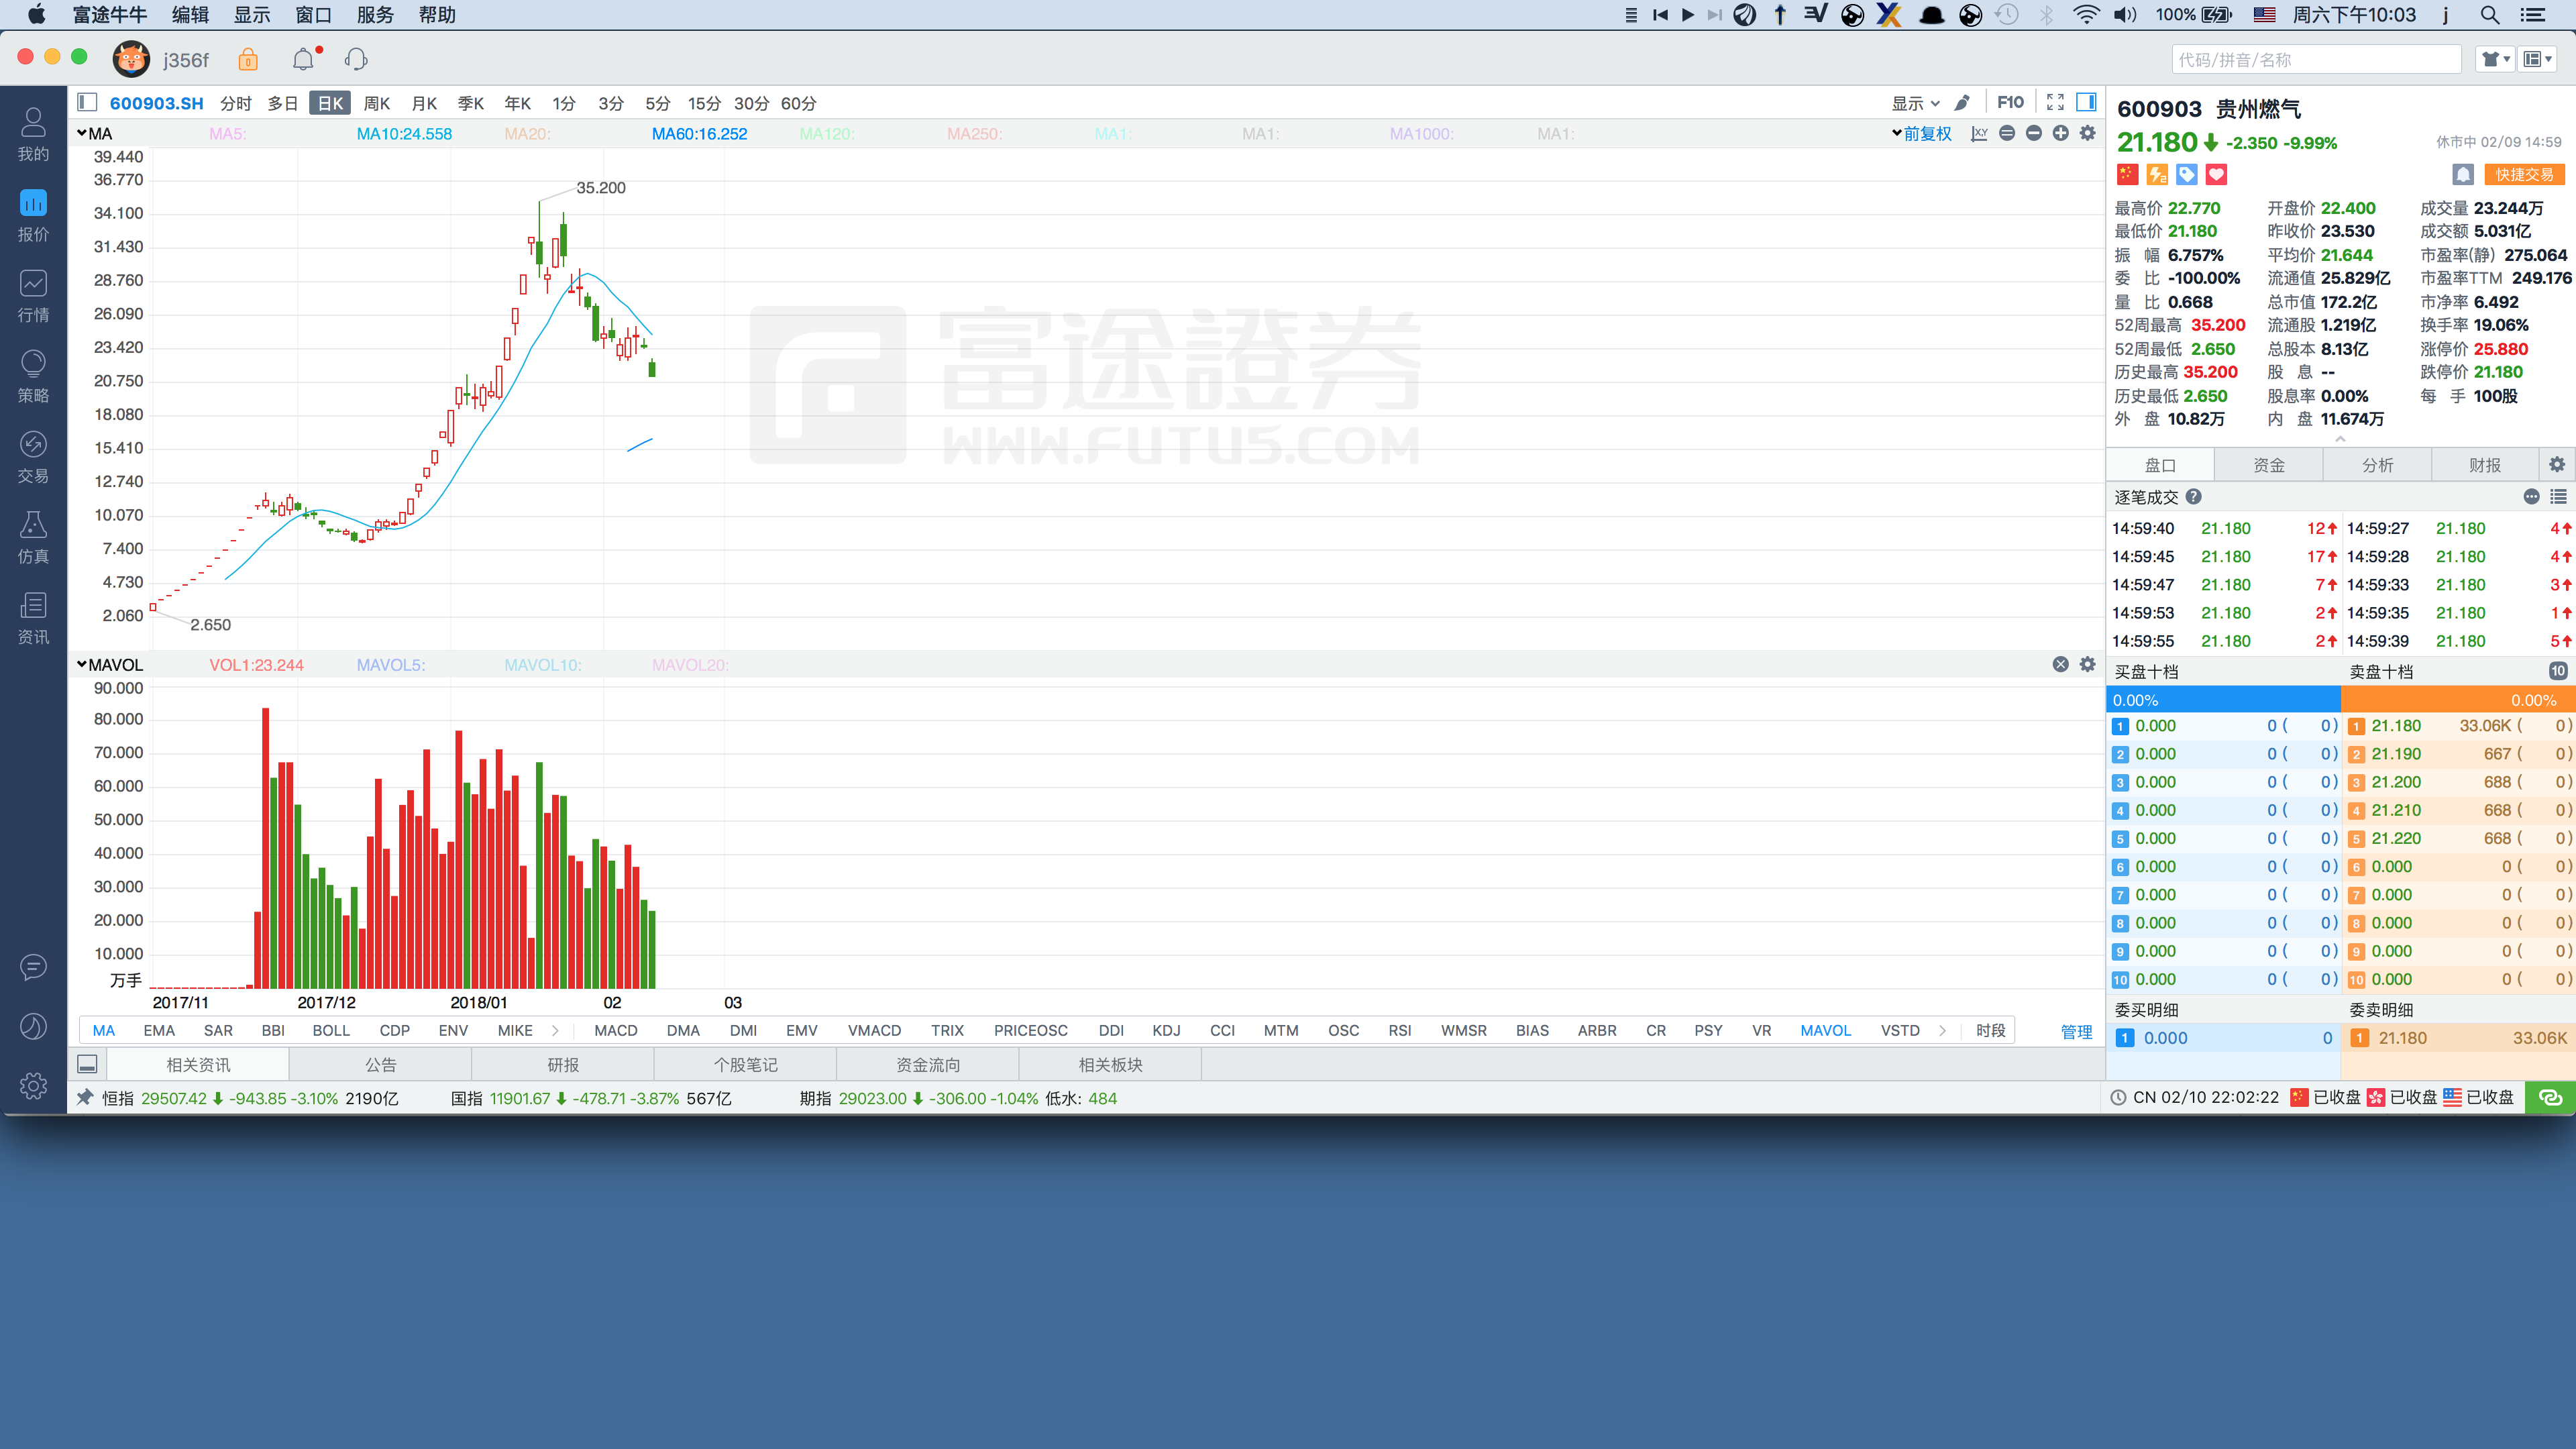 富途牛牛 编辑 显示 窗口 服务 帮助 100% 周六下午10:03 j
j356f 0 代码/拼音/名称
我的
报价
行情
策略
交易
仿真
资讯
600903.SH 分时 多日 日K 周K 月K 季K 年K 1分 3分 5分 15分 30分 60分 显示 F10
MA MA5: MA10:24.558 MA20: MA60:16.252 MA120: MA250: MA1: MA1: MA1000: MA1: 前复权
39.440
36.770
34.100
31.430
28.760
26.090
23.420
20.750
18.080
15.410
12.740
10.070
7.400
4.730
2.060
35.200
2.650
富途證券
WWW.FUTU5.COM
MAVOL VOL1:23.244 MAVOL5: MAVOL10: MAVOL20:
90.000
80.000
70.000
60.000
50.000
40.000
30.000
20.000
10.000
万手
2017/11 2017/12 2018/01 02 03
MA EMA SAR BBI BOLL CDP ENV MIKE MACD DMA DMI EMV VMACD TRIX PRICEOSC DDI KDJ CCI MTM OSC RSI WMSR BIAS ARBR CR PSY VR MAVOL VSTD 时段 管理
相关资讯 公告 研报 个股笔记 资金流向 相关板块
恒指 29507.42 -943.85 -3.10% 2190亿 国指 11901.67 -478.71 -3.87% 567亿 期指 29023.00 -306.00 -1.04% 低水: 484
600903 贵州燃气
21.180 -2.350 -9.99% 休市中 02/09 14:59
快捷交易
最高价 22.770 开盘价 22.400 成交量 23.244万
最低价 21.180 昨收价 23.530 成交额 5.031亿
振 幅 6.757% 平均价 21.644 市盈率(静) 275.064
委 比 -100.00% 流通值 25.829亿 市盈率TTM 249.176
量 比 0.668 总市值 172.2亿 市净率 6.492
52周最高 35.200 流通股 1.219亿 换手率 19.06%
52周最低 2.650 总股本 8.13亿 涨停价 25.880
历史最高 35.200 股 息 -- 跌停价 21.180
历史最低 2.650 股息率 0.00% 每 手 100股
外 盘 10.82万 内 盘 11.674万
盘口 资金 分析 财报
逐笔成交
14:59:40 21.180 12 14:59:27 21.180 4
14:59:45 21.180 17 14:59:28 21.180 4
14:59:47 21.180 7 14:59:33 21.180 3
14:59:53 21.180 2 14:59:35 21.180 1
14:59:55 21.180 2 14:59:39 21.180 5
买盘十档 卖盘十档 10
0.00% 0.00%
1 0.000 0 ( 0) 1 21.180 33.06K ( 0)
2 0.000 0 ( 0) 2 21.190 667 ( 0)
3 0.000 0 ( 0) 3 21.200 688 ( 0)
4 0.000 0 ( 0) 4 21.210 668 ( 0)
5 0.000 0 ( 0) 5 21.220 668 ( 0)
6 0.000 0 ( 0) 6 0.000 0 ( 0)
7 0.000 0 ( 0) 7 0.000 0 ( 0)
8 0.000 0 ( 0) 8 0.000 0 ( 0)
9 0.000 0 ( 0) 9 0.000 0 ( 0)
10 0.000 0 ( 0) 10 0.000 0 ( 0)
委买明细 委卖明细
1 0.000 0 1 21.180 33.06K
CN 02/10 22:02:22 已收盘 已收盘 已收盘